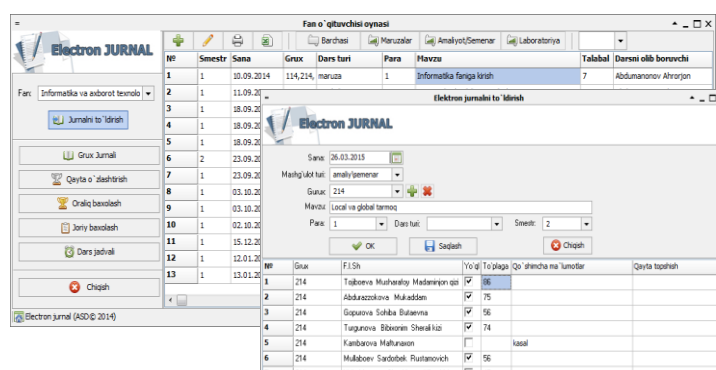 Fan o`qituvchisi oynasi
Electron JURNAL
Barchasi Maruzalar Amaliyot/Semenar Laboratoriya
Fan: Informatika va axborot texnolo
Jurnalni to`ldirish
Grux Jurnali
Qayta o`zlashtirish
Oraliq baxolash
Joriy baxolash
Dars jadvali
Chiqish
№ Smestr Sana Grux Dars turi Para Mavzu Talabal Darsni olib boruvchi
1 1 10.09.2014 114,214, maruza 1 Informatika faniga kirish 7 Abdumanonov Ahrorjon
2 1 11.09.20
3 1 18.09.20
4 1 18.09.20
5 1 18.09.20
6 2 23.09.20
7 1 23.09.20
8 1 03.10.20
9 1 03.10.20
10 1 02.10.20
11 1 15.12.20
12 1 12.01.20
13 1 13.01.20
Electron jurnal (ASD© 2014)
Elektron jurnalni to`ldirish
Electron JURNAL
Sana: 26.03.2015
Mashg'ulot turi: amaliy\semenar
Gurux: 214
Mavzu: Local va global tarmoq
Para: 1 Dars turi: Smestr: 2
OK Saqlash Chiqish
№ Grux F.I.Sh Yo'ql To'plaga Qo`shimcha ma`lumotlar Qayta topshish
1 214 Tojiboeva Musharafoy Madaminjon qizi 86
2 214 Abdurazzokova Mukaddam 75
3 214 Gopurova Sohiba Butaevna 56
4 214 Turgunova Bibixonim Sherali kizi 74
5 214 Kambarova Maftunaxon kasal
6 214 Mullaboev Sardorbek Rustamovich 56